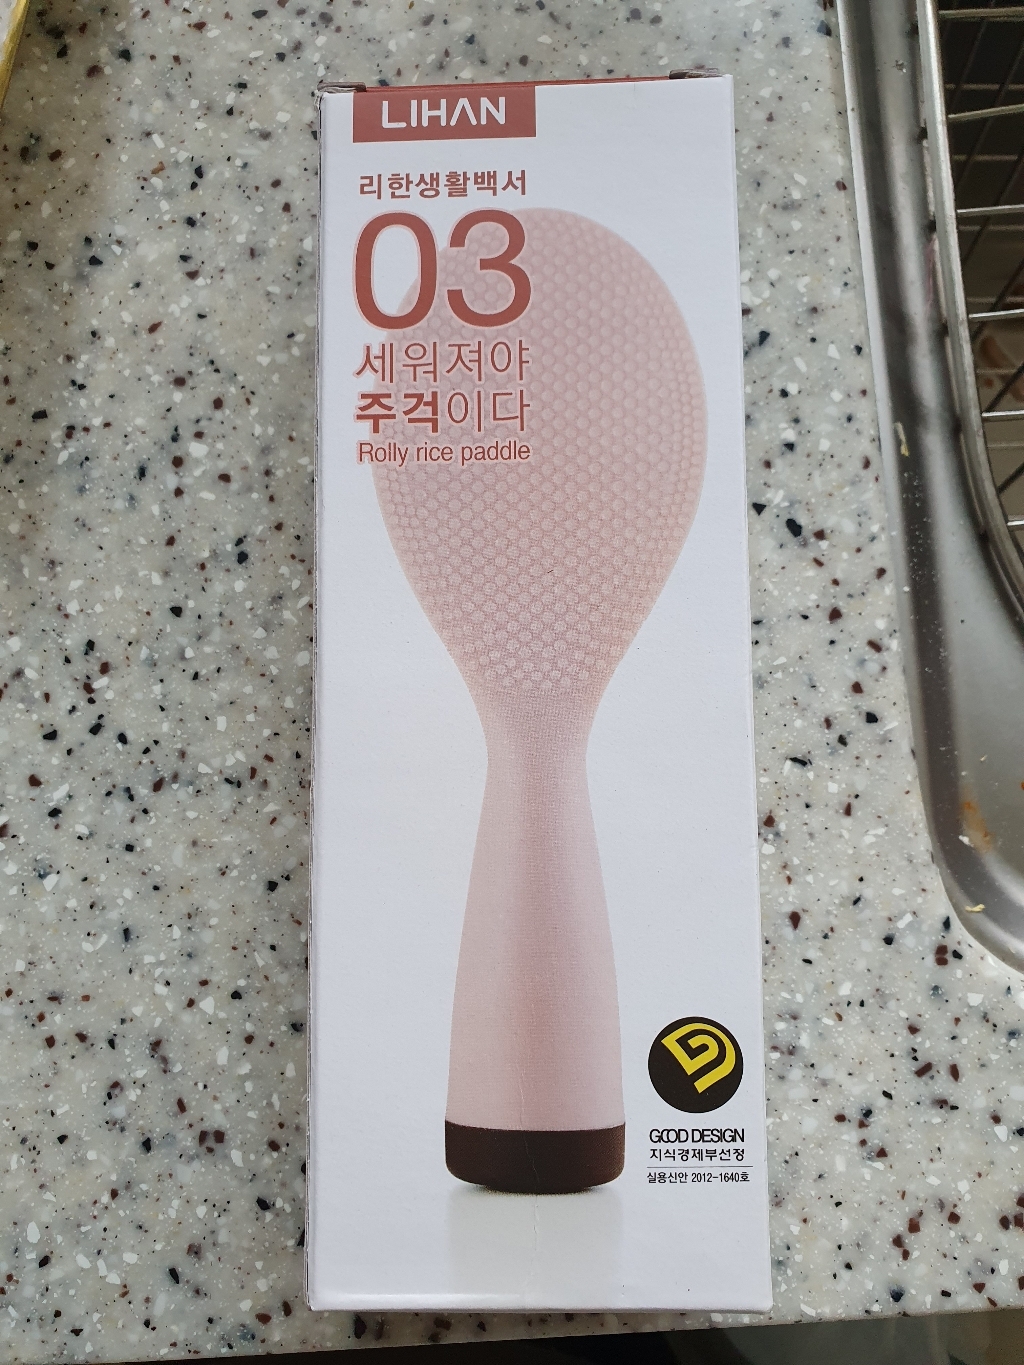 LIHAN
리한생활백서
03
세워져야
주걱이다
Rolly rice paddle
GOOD DESIGN
지식경제부선정
실용신안 2012-1640호